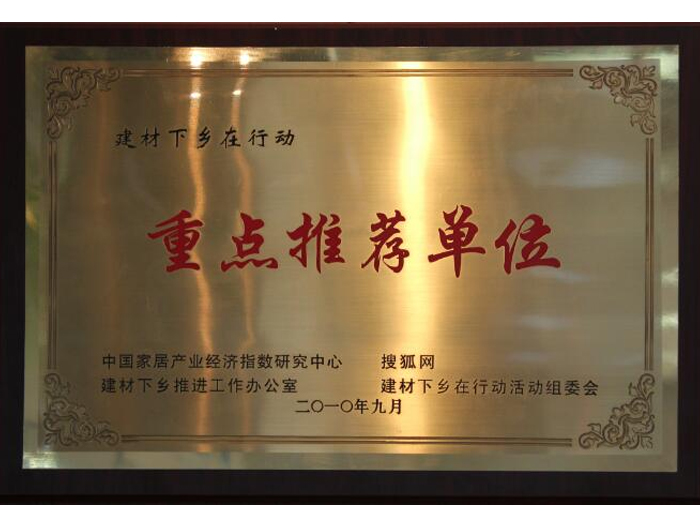 建材下乡在行动
重点推荐单位
中国家居产业经济指数研究中心 搜狐网
建材下乡推进工作办公室 建材下乡在行动活动组委会
二〇一〇年九月